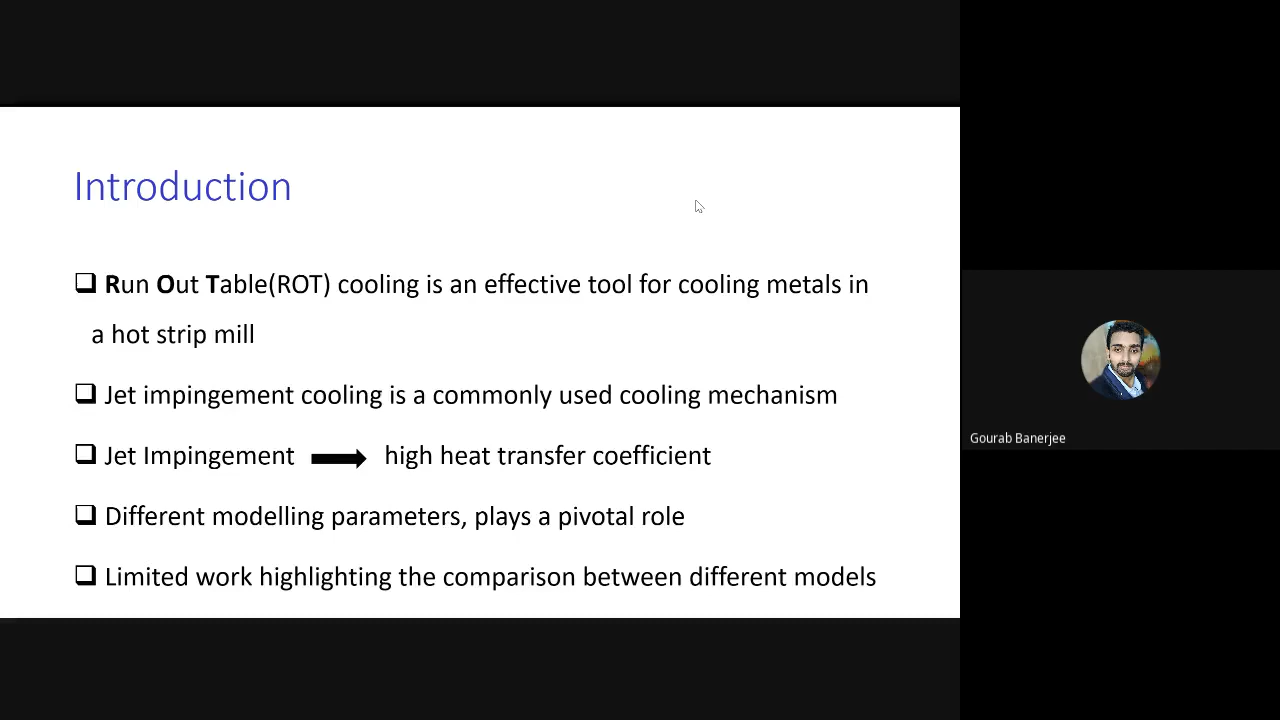 Introduction
Run Out Table(ROT) cooling is an effective tool for cooling metals in
a hot strip mill
Jet impingement cooling is a commonly used cooling mechanism
Jet Impingement high heat transfer coefficient
Different modelling parameters, plays a pivotal role
Limited work highlighting the comparison between different models
Gourab Banerjee